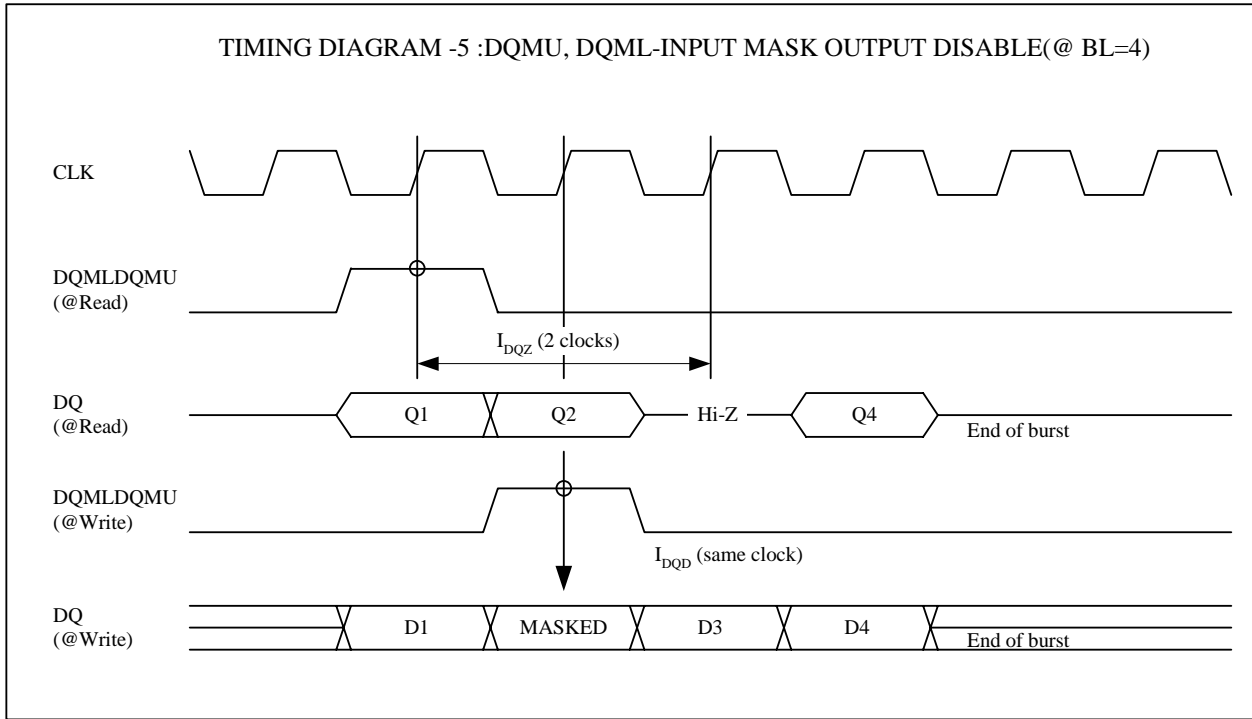 TIMING DIAGRAM -5 :DQMU, DQML-INPUT MASK OUTPUT DISABLE(@ BL=4)
CLK
DQMLDQMU
(@Read)
IDQZ (2 clocks)
DQ
(@Read)
Q1
Q2
Hi-Z
Q4
End of burst
DQMLDQMU
(@Write)
IDQD (same clock)
DQ
(@Write)
D1
MASKED
D3
D4
End of burst